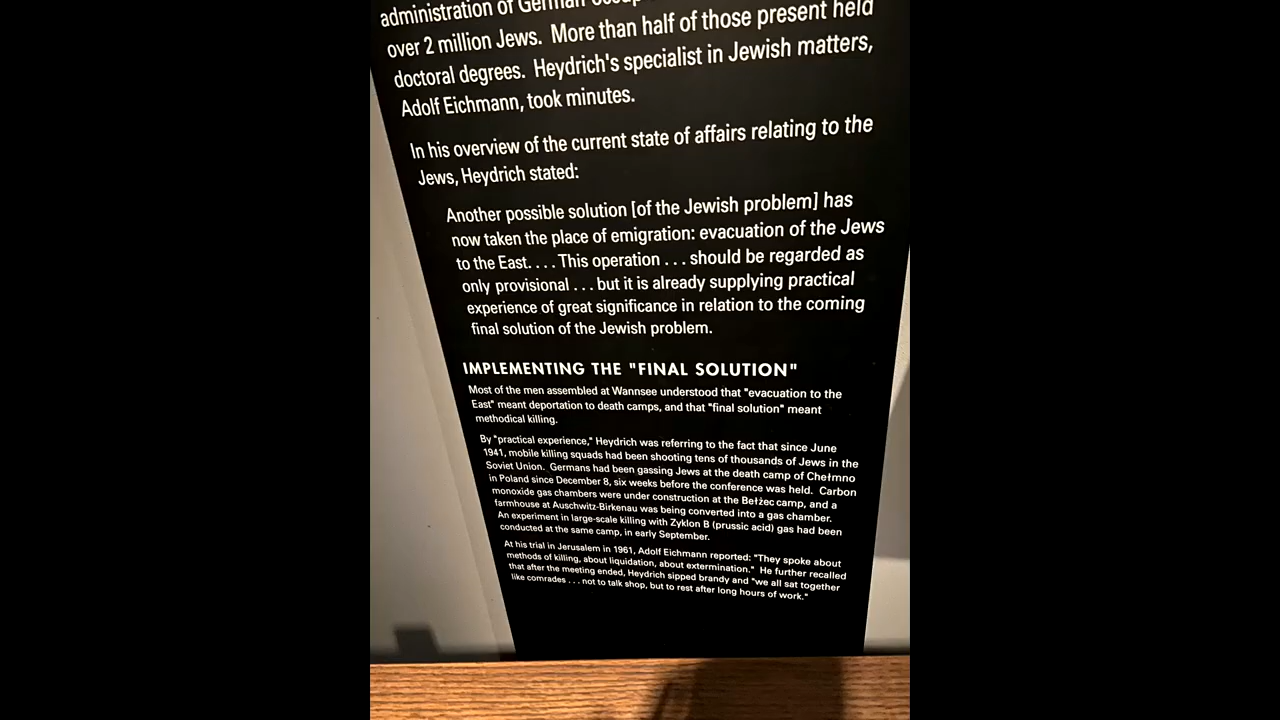 administration of German
over 2 million Jews. More than half of those present held
doctoral degrees. Heydrich's specialist in Jewish matters,
Adolf Eichmann, took minutes.
In his overview of the current state of affairs relating to the
Jews, Heydrich stated:
Another possible solution [of the Jewish problem] has
now taken the place of emigration: evacuation of the Jews
to the East. . . . This operation . . . should be regarded as
only provisional . . . but it is already supplying practical
experience of great significance in relation to the coming
final solution of the Jewish problem.
IMPLEMENTING THE "FINAL SOLUTION"
Most of the men assembled at Wannsee understood that "evacuation to the
East" meant deportation to death camps, and that "final solution" meant
methodical killing.
By "practical experience," Heydrich was referring to the fact that since June
1941, mobile killing squads had been shooting tens of thousands of Jews in the
Soviet Union. Germans had been gassing Jews at the death camp of Chełmno
in Poland since December 8, six weeks before the conference was held. Carbon
monoxide gas chambers were under construction at the Bełżec camp, and a
farmhouse at Auschwitz-Birkenau was being converted into a gas chamber.
An experiment in large-scale killing with Zyklon B (prussic acid) gas had been
conducted at the same camp, in early September.
At his trial in Jerusalem in 1961, Adolf Eichmann reported: "They spoke about
methods of killing, about liquidation, about extermination." He further recalled
that after the meeting ended, Heydrich sipped brandy and "we all sat together
like comrades . . . not to talk shop, but to rest after long hours of work."